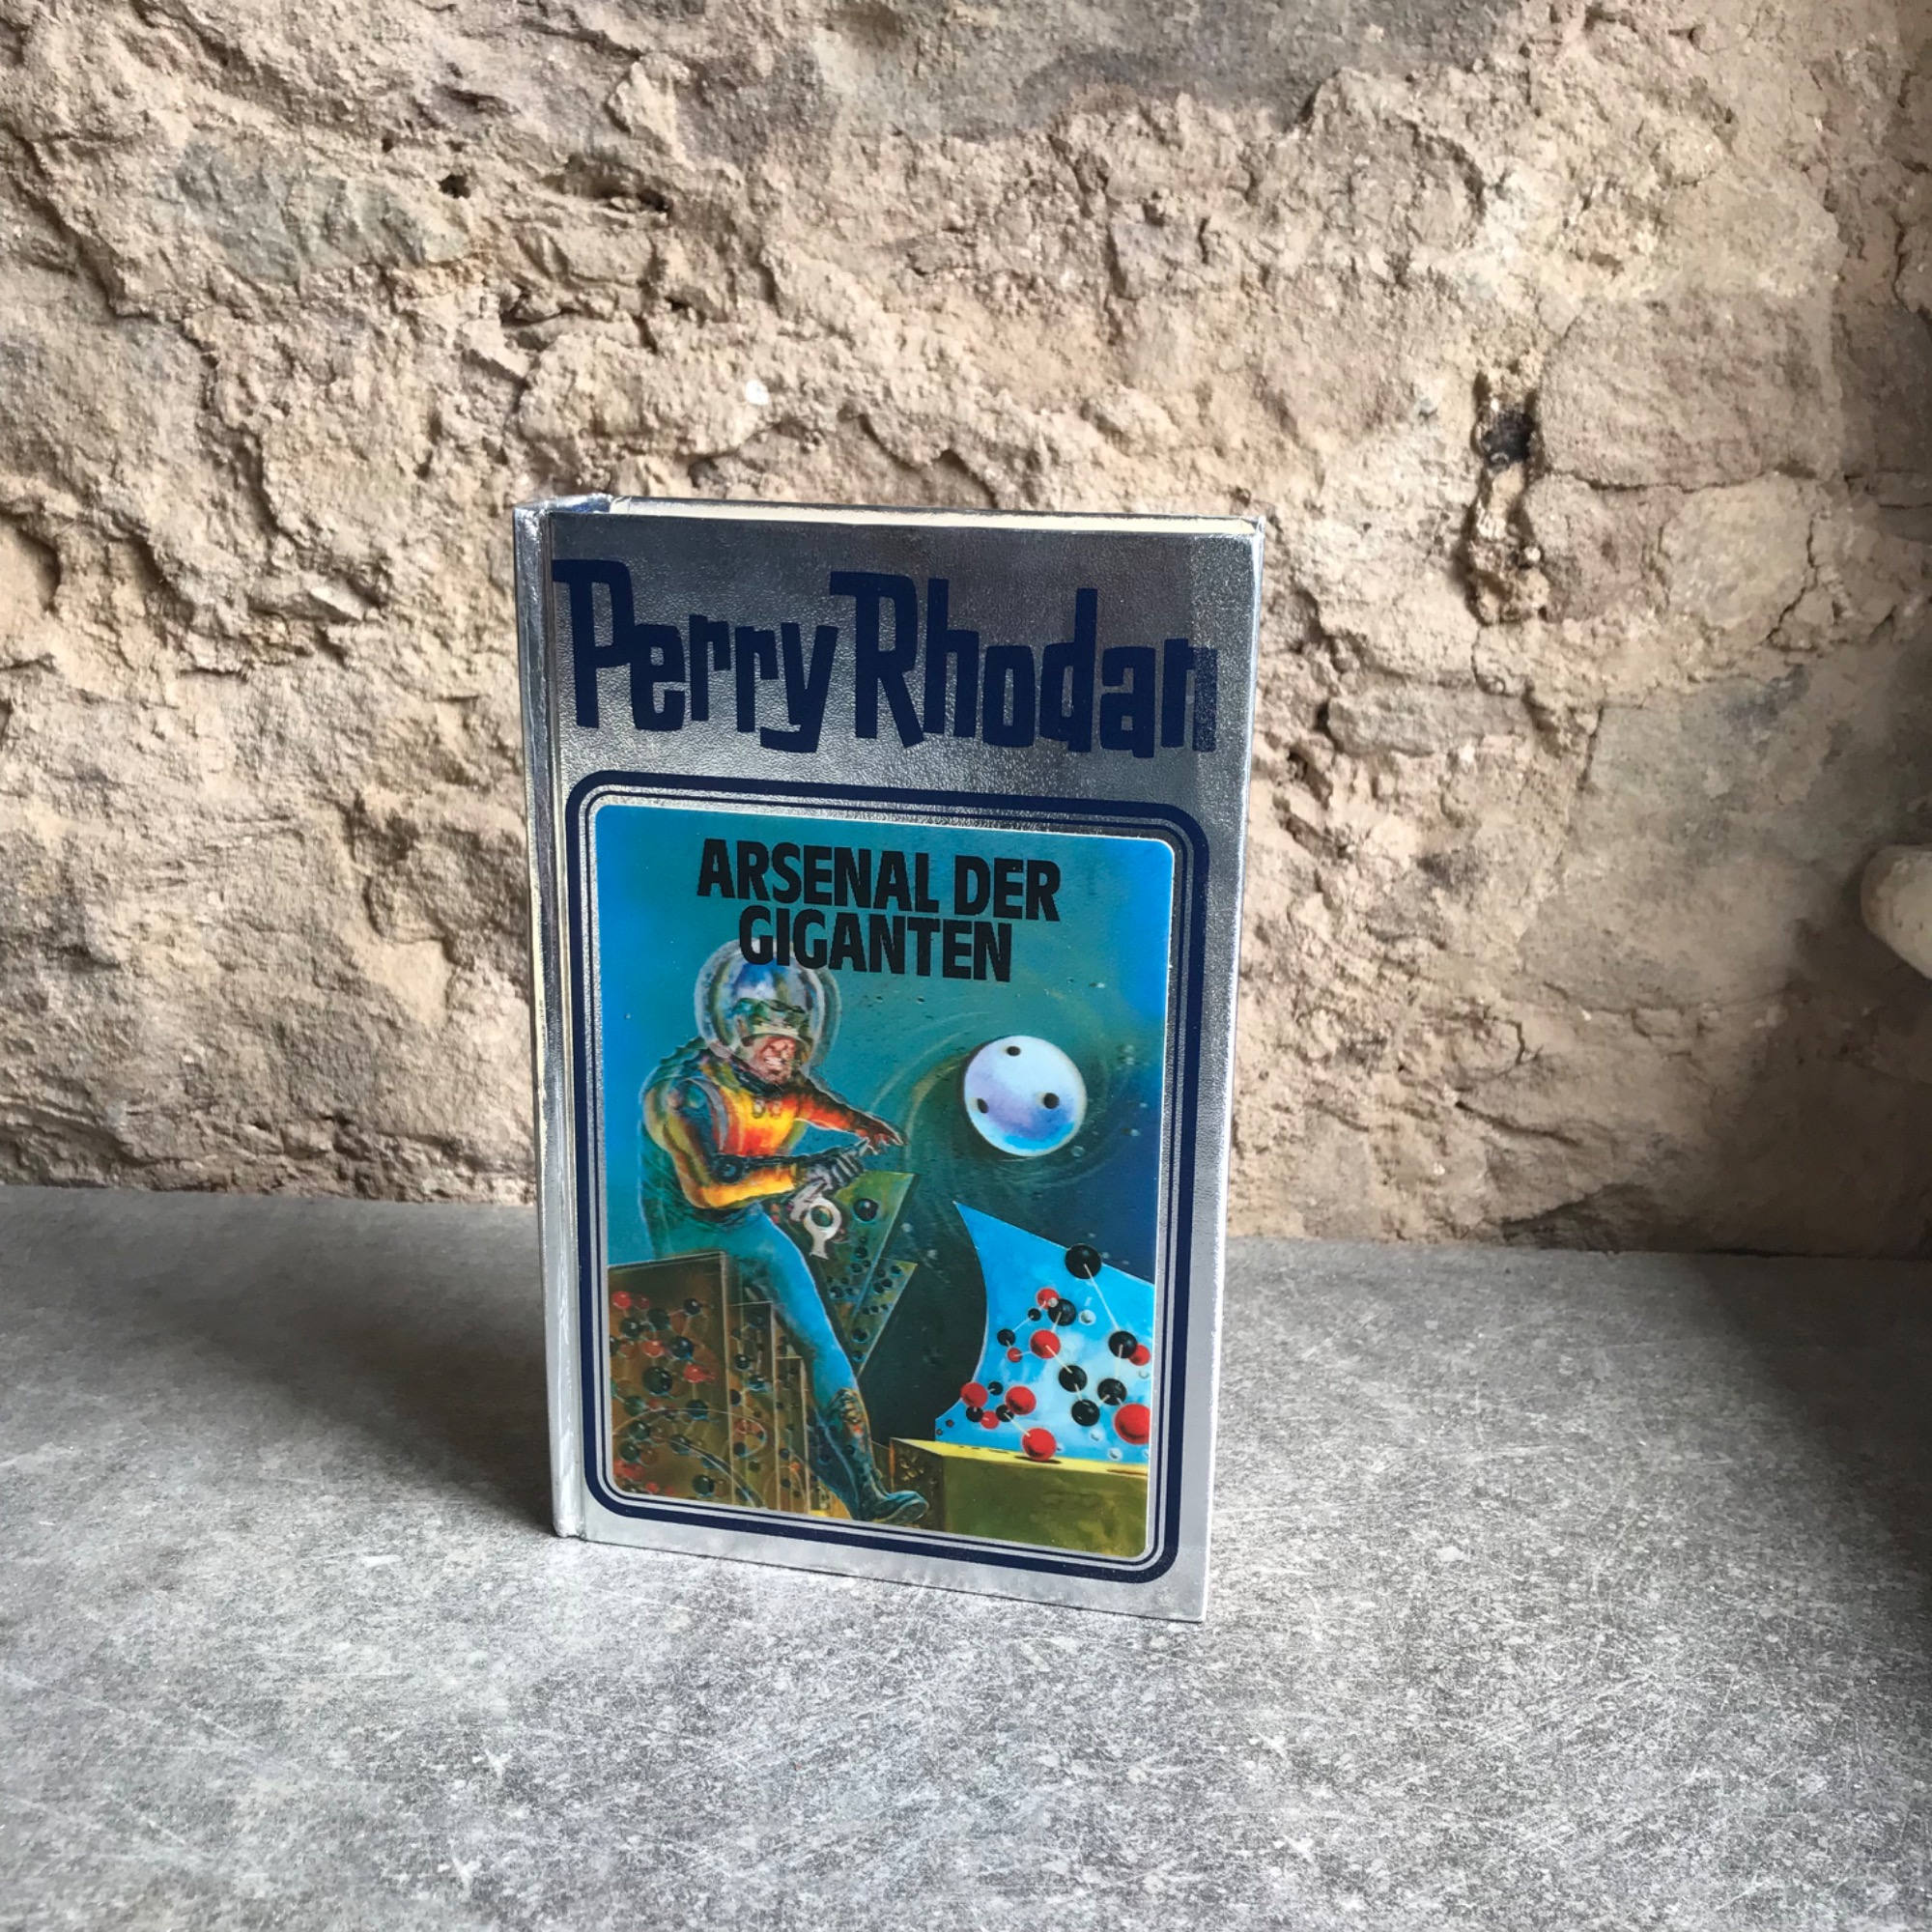 Perry Rhodan
ARSENAL DER
GIGANTEN